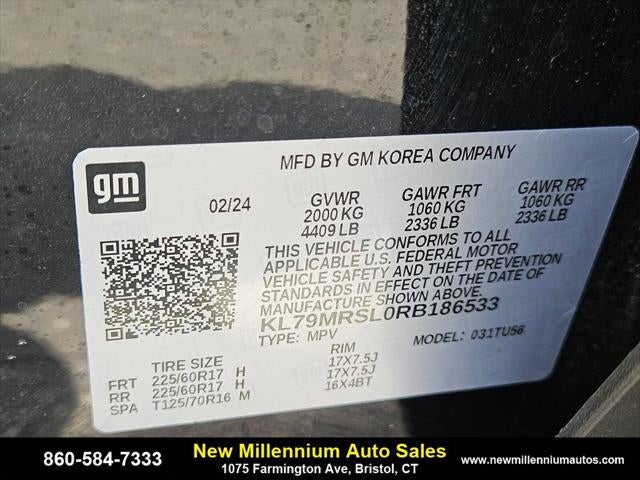 gm
MFD BY GM KOREA COMPANY
02/24
GVWR
2000 KG
4409 LB
GAWR FRT
1060 KG
2336 LB
GAWR RR
1060 KG
2336 LB
THIS VEHICLE CONFORMS TO ALL
APPLICABLE U.S. FEDERAL MOTOR
VEHICLE SAFETY AND THEFT PREVENTION
STANDARDS IN EFFECT ON THE DATE OF
MANUFACTURE SHOWN ABOVE.
KL79MRSL0RB186533
TYPE: MPV
MODEL: 031TU56
TIRE SIZE
RIM
FRT 225/60R17 H 17X7.5J
RR 225/60R17 H 17X7.5J
SPA T125/70R16 M 16X4BT
860-584-7333
New Millennium Auto Sales
1075 Farmington Ave, Bristol, CT
www.newmillenniumautos.com